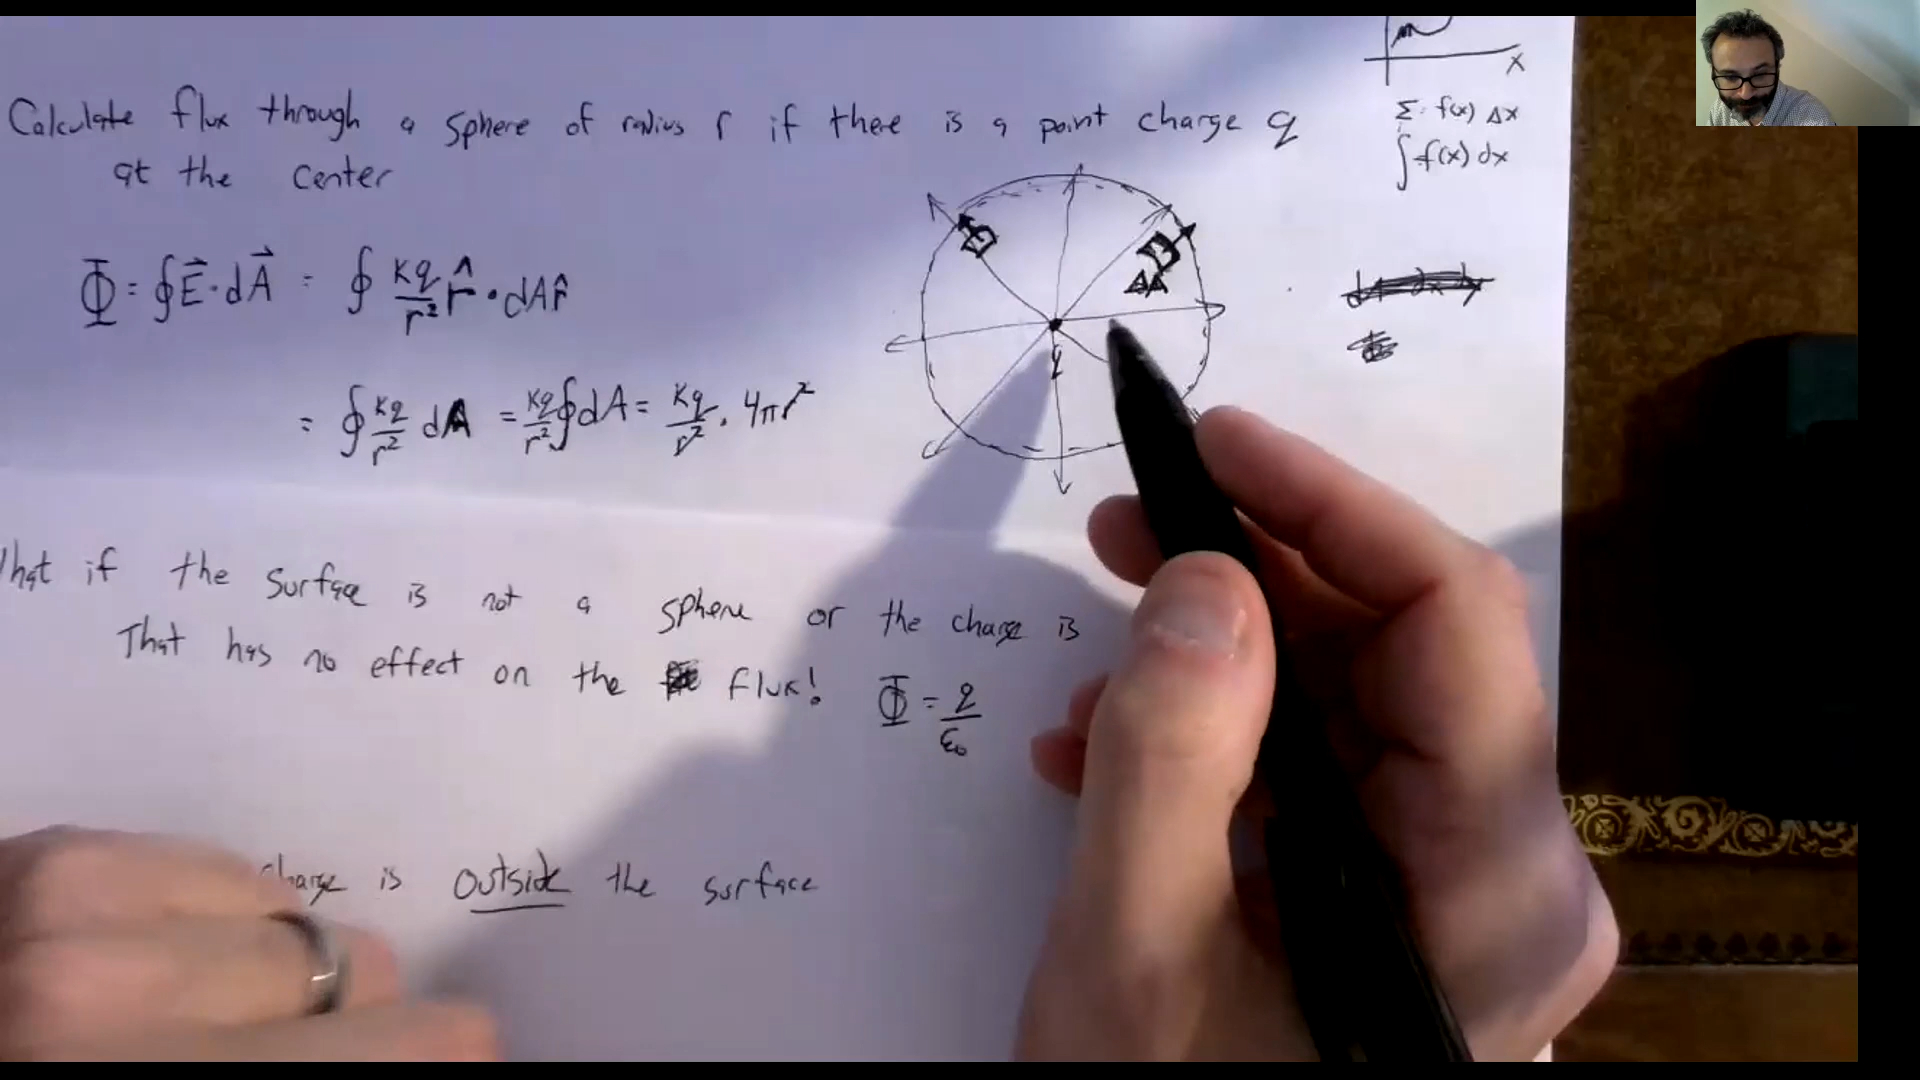 Calculate flux through a sphere of radius r if there is a point charge q
at the center
Φ = ∮E⃗·dA⃗ = ∮ kq/r² r̂ · dA r̂
= ∮ kq/r² dA = kq/r² ∮dA = kq/r² · 4πr²
q
ΔA
x
Σ f(x) Δx
∫ f(x) dx
hat if the surface is not a sphere or the charge is
That has no effect on the flux! Φ = q/ε₀
charge is outside the surface